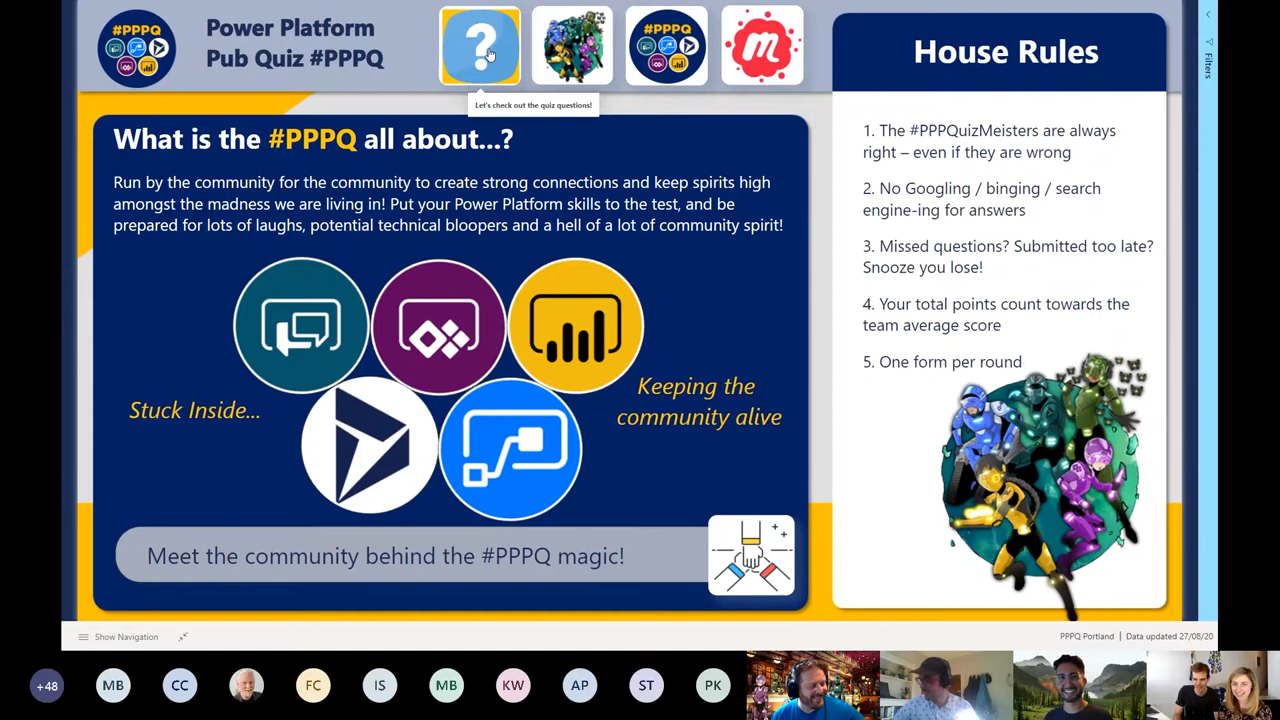 #PPPQ
Power Platform
Pub Quiz #PPPQ
?
#PPPQ
m
House Rules
Filters
Let's check out the quiz questions!
What is the #PPPQ all about...?
Run by the community for the community to create strong connections and keep spirits high
amongst the madness we are living in! Put your Power Platform skills to the test, and be
prepared for lots of laughs, potential technical bloopers and a hell of a lot of community spirit!
Stuck Inside...
Keeping the
community alive
Meet the community behind the #PPPQ magic!
1. The #PPPQuizMeisters are always
right – even if they are wrong
2. No Googling / binging / search
engine-ing for answers
3. Missed questions? Submitted too late?
Snooze you lose!
4. Your total points count towards the
team average score
5. One form per round
Show Navigation
PPPQ Portland | Data updated 27/08/20
+48
MB
CC
FC
IS
MB
KW
AP
ST
PK